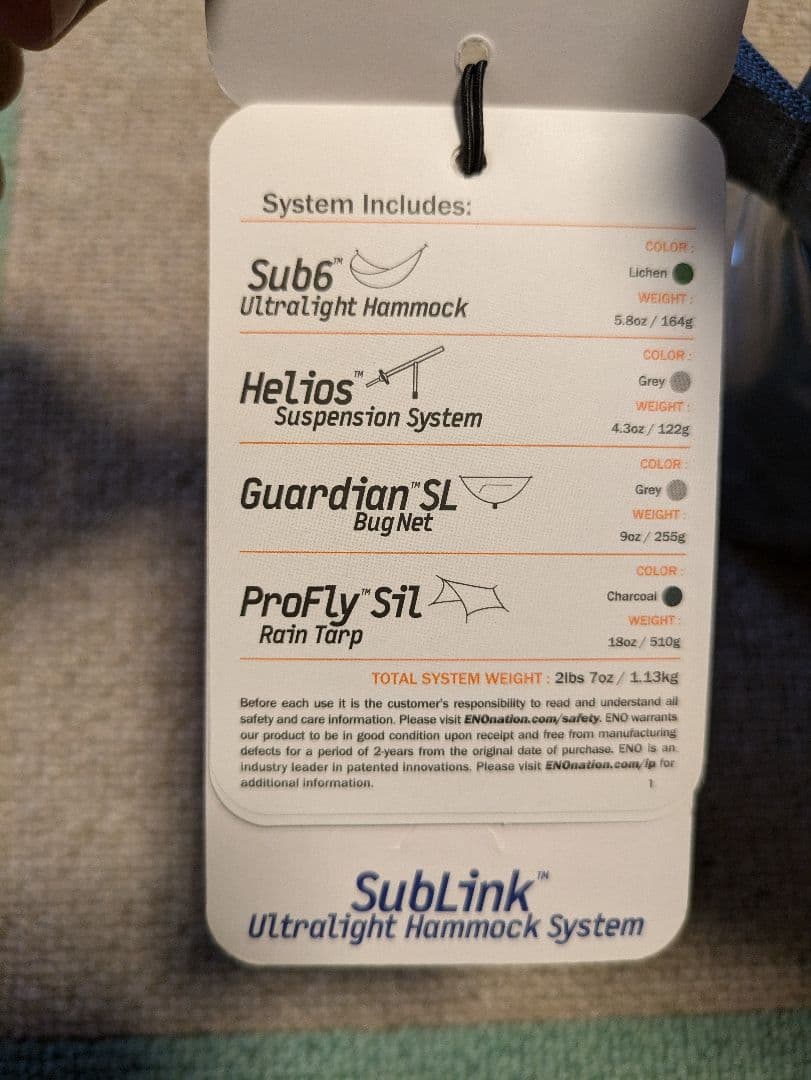 System Includes:
Sub6™
Ultralight Hammock
COLOR :
Lichen
WEIGHT :
5.8oz / 164g
Helios™
Suspension System
COLOR :
Grey
WEIGHT :
4.3oz / 122g
Guardian™SL
Bug Net
COLOR :
Grey
WEIGHT :
9oz / 255g
ProFly™Sil
Rain Tarp
COLOR :
Charcoal
WEIGHT :
18oz / 510g
TOTAL SYSTEM WEIGHT : 2lbs 7oz / 1.13kg
Before each use it is the customer's responsibility to read and understand all
safety and care information. Please visit ENOnation.com/safety. ENO warrants
our product to be in good condition upon receipt and free from manufacturing
defects for a period of 2-years from the original date of purchase. ENO is an
industry leader in patented innovations. Please visit ENOnation.com/ip for
additional information.
1
SubLink™
Ultralight Hammock System